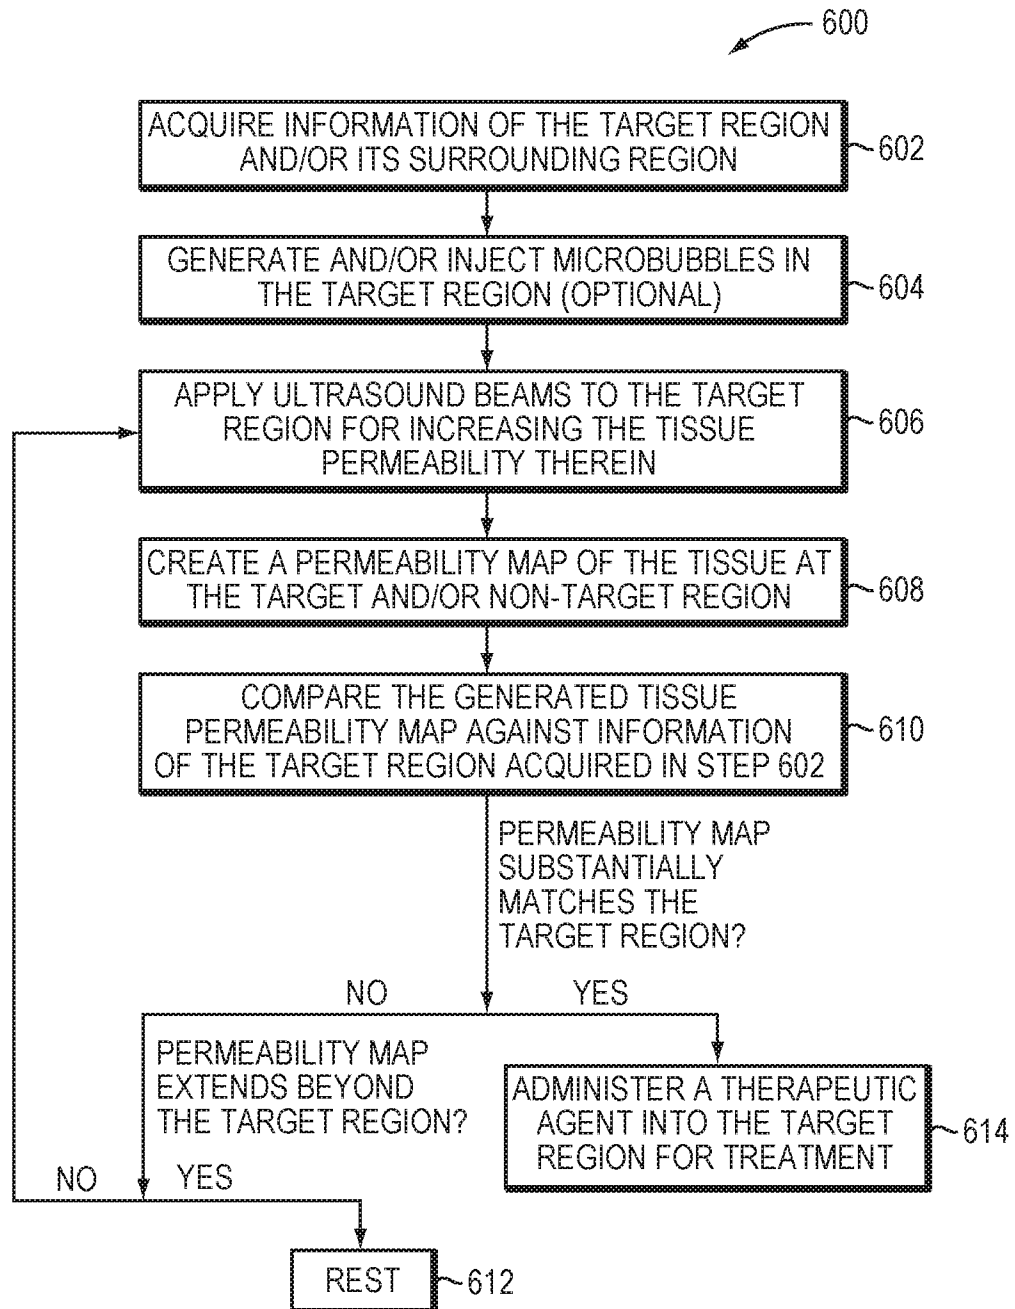 600
ACQUIRE INFORMATION OF THE TARGET REGION
AND/OR ITS SURROUNDING REGION
602
GENERATE AND/OR INJECT MICROBUBBLES IN
THE TARGET REGION (OPTIONAL)
604
APPLY ULTRASOUND BEAMS TO THE TARGET
REGION FOR INCREASING THE TISSUE
PERMEABILITY THEREIN
606
CREATE A PERMEABILITY MAP OF THE TISSUE AT
THE TARGET AND/OR NON-TARGET REGION
608
COMPARE THE GENERATED TISSUE
PERMEABILITY MAP AGAINST INFORMATION
OF THE TARGET REGION ACQUIRED IN STEP 602
610
PERMEABILITY MAP
SUBSTANTIALLY
MATCHES THE
TARGET REGION?
NO
YES
PERMEABILITY MAP
EXTENDS BEYOND
THE TARGET REGION?
ADMINISTER A THERAPEUTIC
AGENT INTO THE TARGET
REGION FOR TREATMENT
614
NO
YES
REST
612